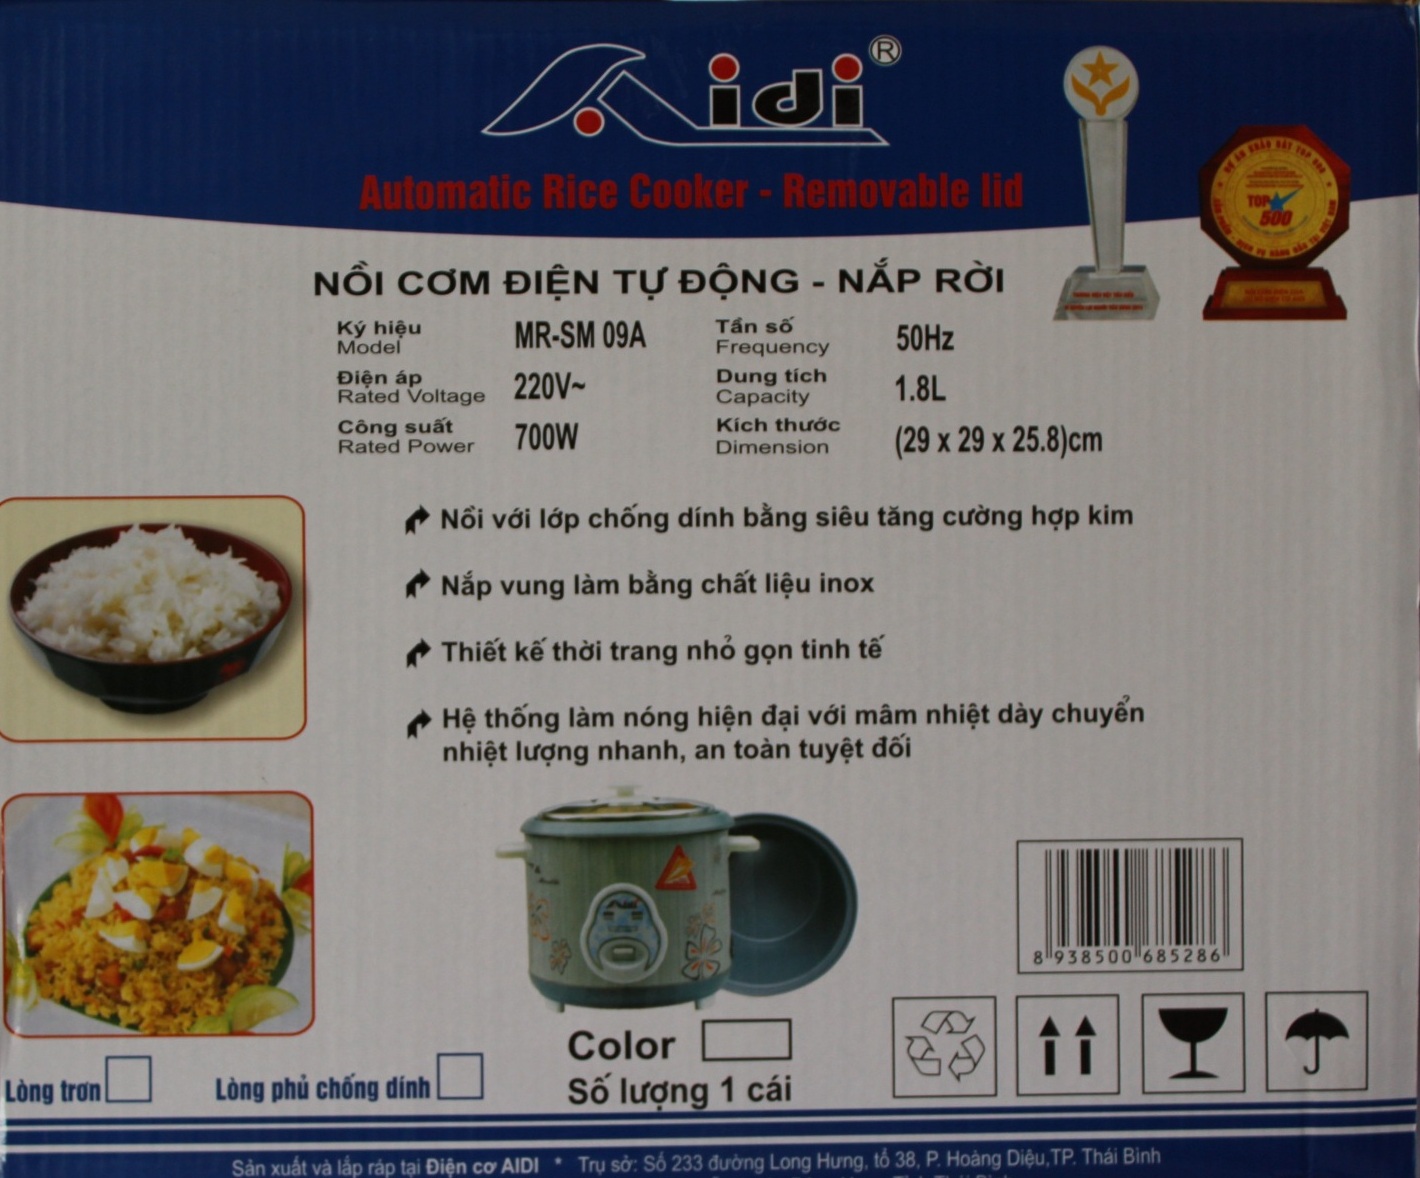 Aidi ®
Automatic Rice Cooker - Removable lid
TOP
500
NỒI CƠM ĐIỆN TỰ ĐỘNG - NẮP RỜI
Ký hiệu
Model
MR-SM 09A
Tần số
Frequency
50Hz
Điện áp
Rated Voltage
220V~
Dung tích
Capacity
1.8L
Công suất
Rated Power
700W
Kích thước
Dimension
(29 x 29 x 25.8)cm
Nồi với lớp chống dính bằng siêu tăng cường hợp kim
Nắp vung làm bằng chất liệu inox
Thiết kế thời trang nhỏ gọn tinh tế
Hệ thống làm nóng hiện đại với mâm nhiệt dày chuyển
nhiệt lượng nhanh, an toàn tuyệt đối
Aidi
8 938500 685286
Color
Lòng trơn
Lòng phủ chống dính
Số lượng 1 cái
Sản xuất và lắp ráp tại Điện cơ AIDI * Trụ sở: Số 233 đường Long Hưng, tổ 38, P. Hoàng Diệu,TP. Thái Bình